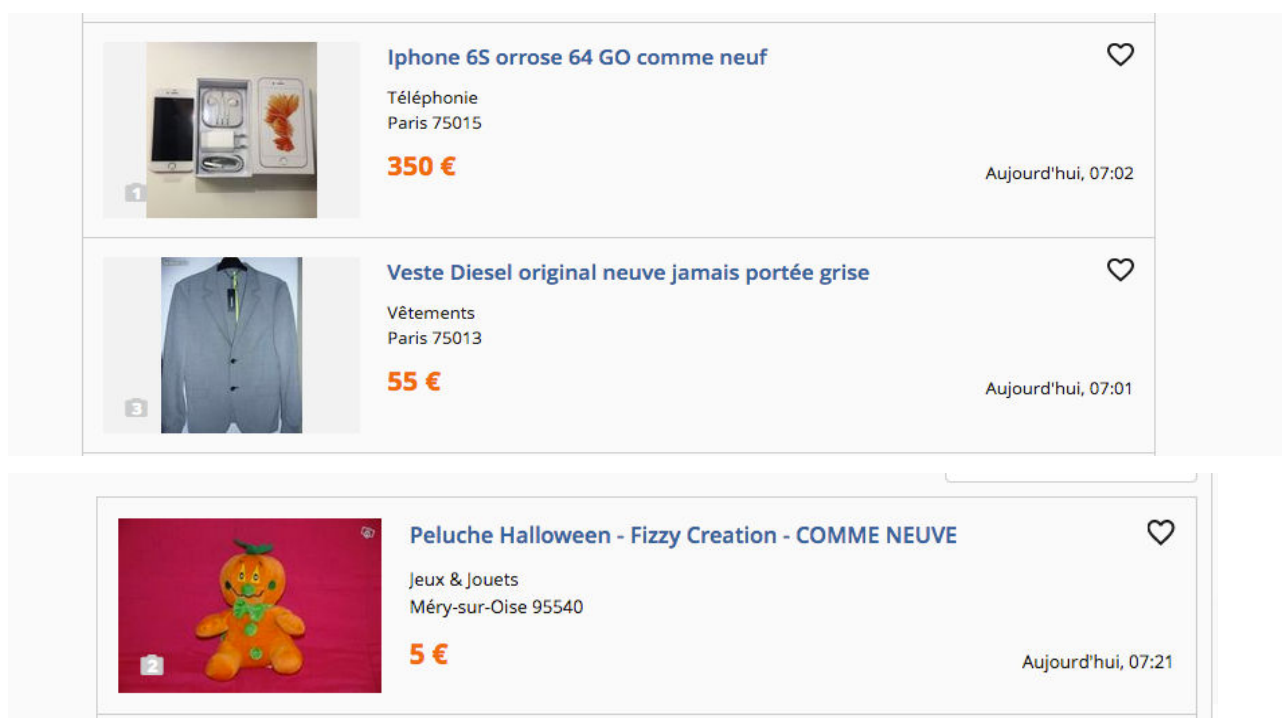 Iphone 6S orrose 64 GO comme neuf
Téléphonie
Paris 75015
350 €
Aujourd'hui, 07:02
1
Veste Diesel original neuve jamais portée grise
Vêtements
Paris 75013
55 €
Aujourd'hui, 07:01
3
Peluche Halloween - Fizzy Creation - COMME NEUVE
Jeux & Jouets
Méry-sur-Oise 95540
5 €
Aujourd'hui, 07:21
2